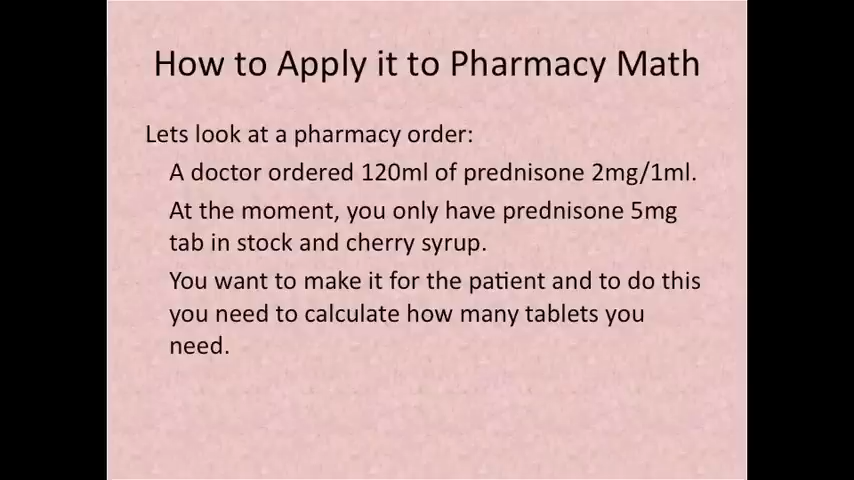 How to Apply it to Pharmacy Math
Lets look at a pharmacy order:
A doctor ordered 120ml of prednisone 2mg/1ml.
At the moment, you only have prednisone 5mg
tab in stock and cherry syrup.
You want to make it for the patient and to do this
you need to calculate how many tablets you
need.